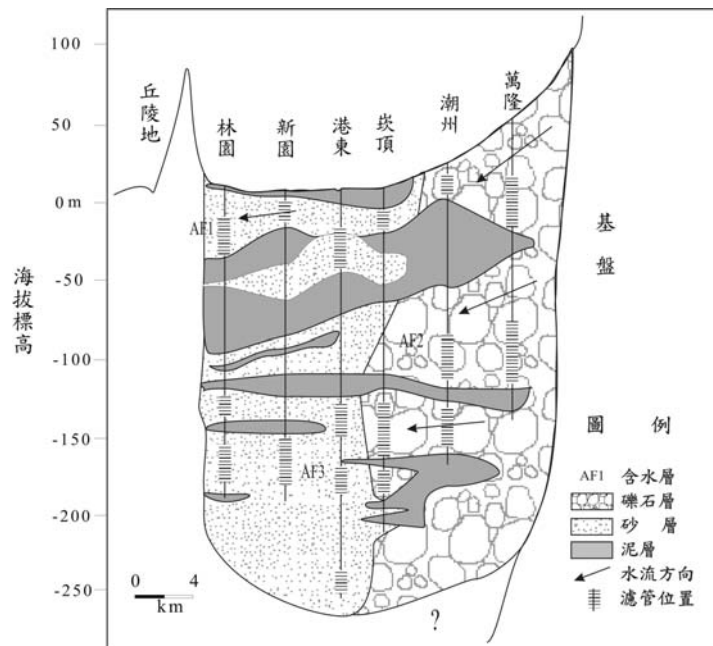 海拔標高
100
50
0 m
-50
-100
-150
-200
-250
丘陵地
林園
新園
港東
崁頂
潮州
萬隆
基盤
AF1
AF2
AF3
0 4
km
?
圖 例
AF1 含水層
礫石層
砂 層
泥層
水流方向
濾管位置